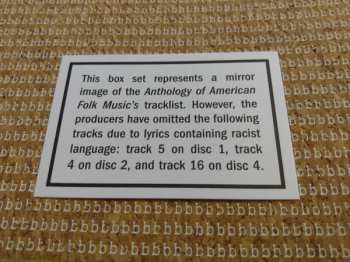 This box set represents a mirror
image of the Anthology of American
Folk Music's tracklist. However, the
producers have omitted the following
tracks due to lyrics containing racist
language: track 5 on disc 1, track
4 on disc 2, and track 16 on disc 4.